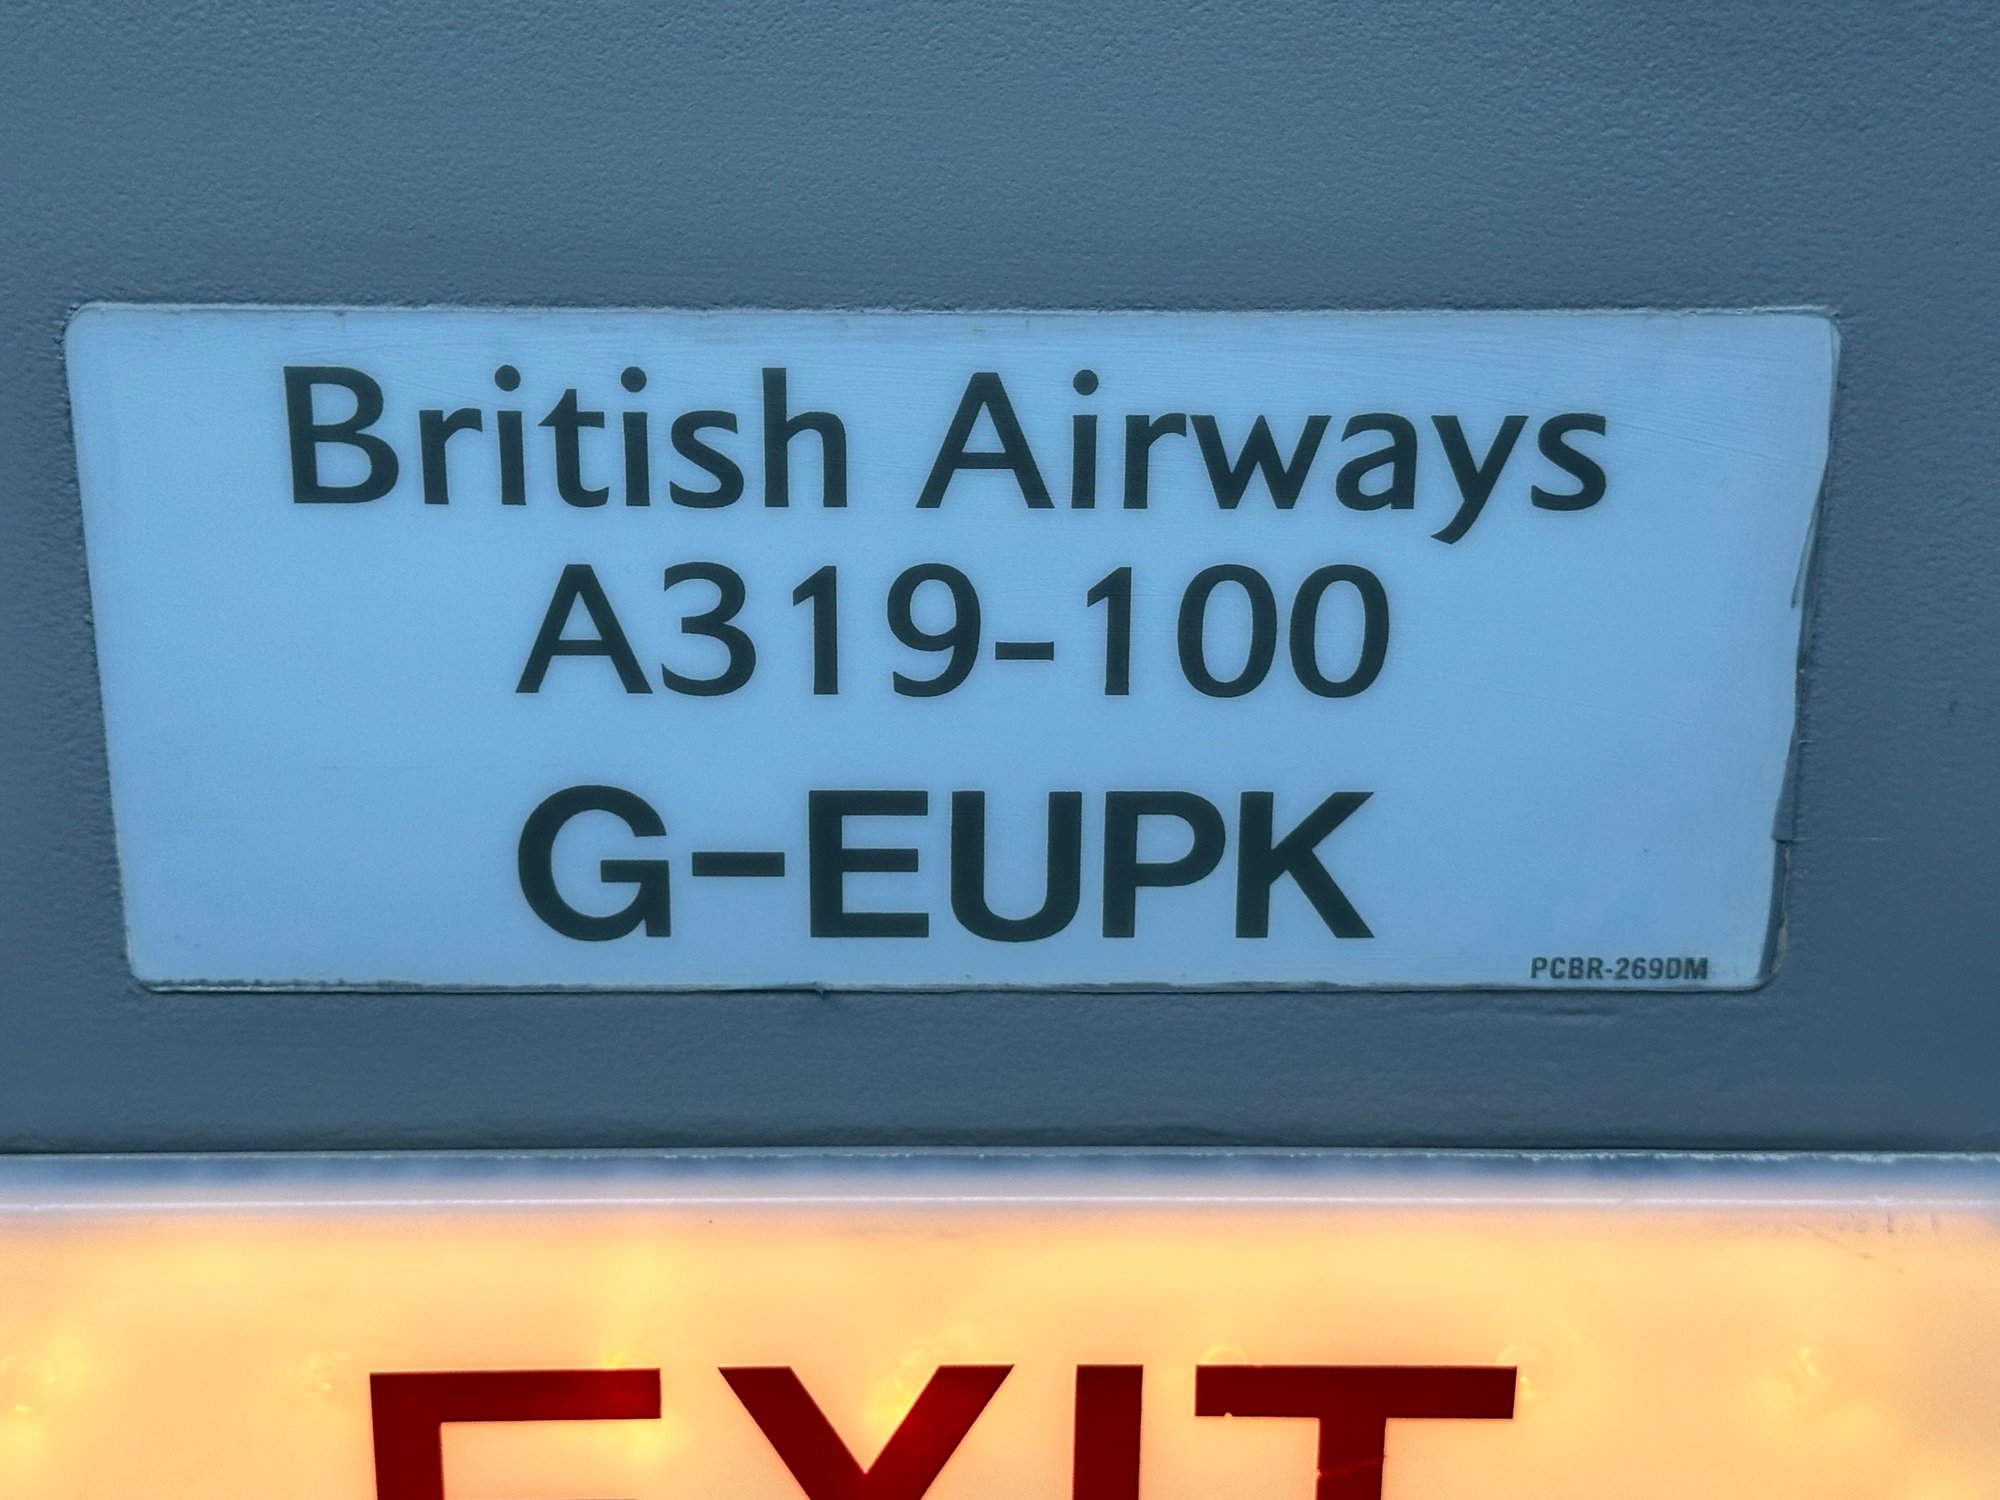 British Airways
A319-100
G-EUPK
PCBR-269DM
EXIT